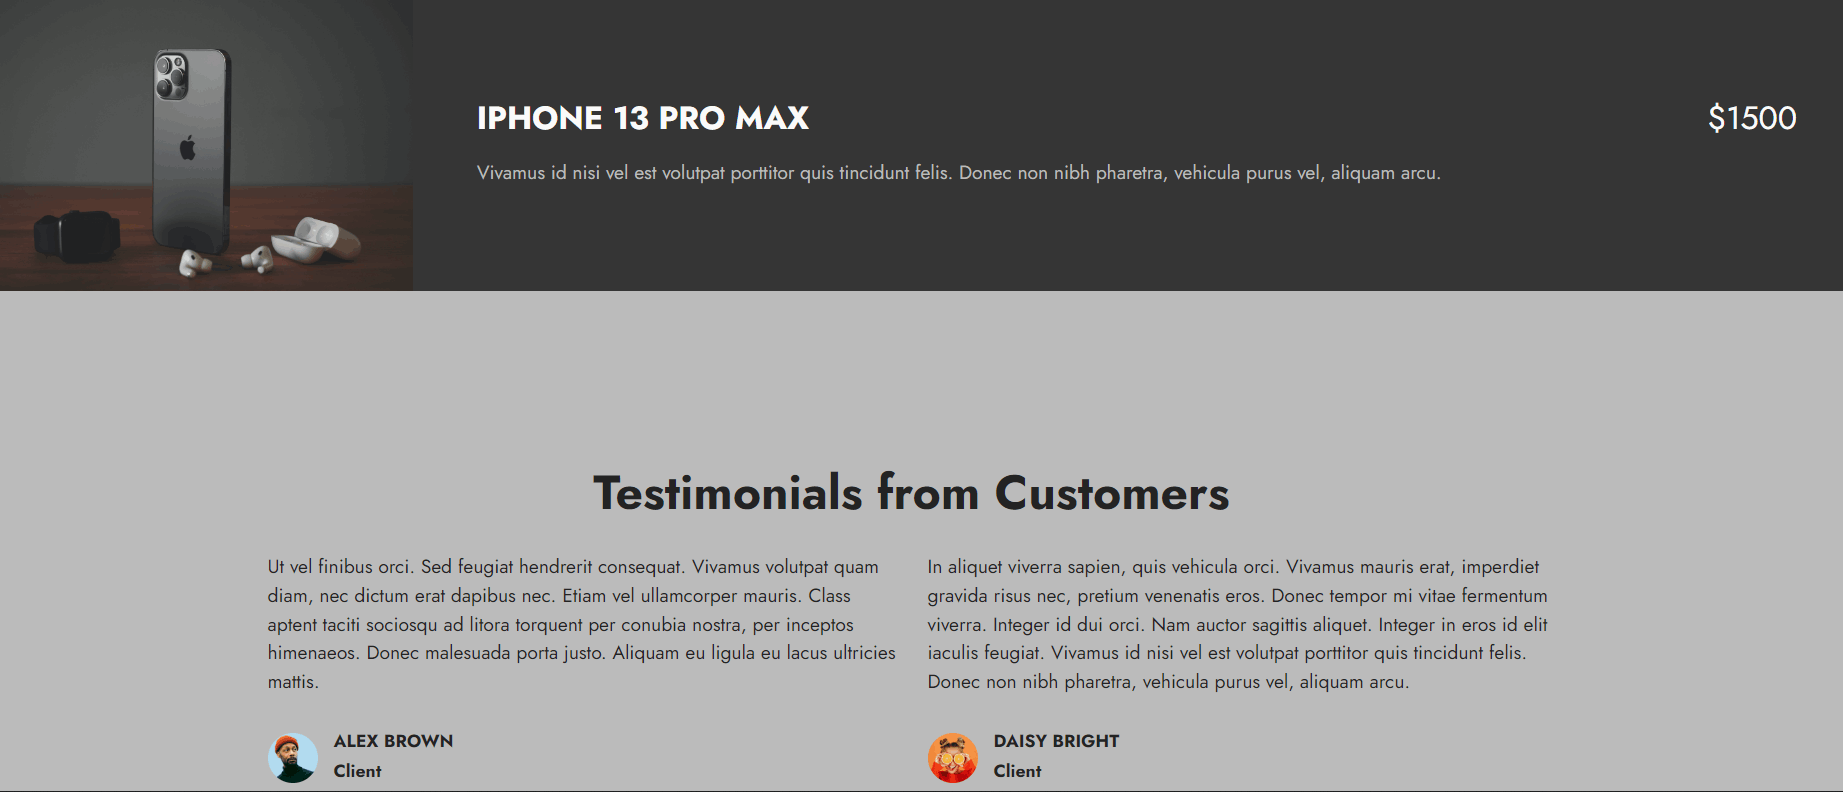 IPHONE 13 PRO MAX
$1500
Vivamus id nisi vel est volutpat porttitor quis tincidunt felis. Donec non nibh pharetra, vehicula purus vel, aliquam arcu.
Testimonials from Customers
Ut vel finibus orci. Sed feugiat hendrerit consequat. Vivamus volutpat quam
diam, nec dictum erat dapibus nec. Etiam vel ullamcorper mauris. Class
aptent taciti sociosqu ad litora torquent per conubia nostra, per inceptos
himenaeos. Donec malesuada porta justo. Aliquam eu ligula eu lacus ultricies
mattis.
ALEX BROWN
Client
In aliquet viverra sapien, quis vehicula orci. Vivamus mauris erat, imperdiet
gravida risus nec, pretium venenatis eros. Donec tempor mi vitae fermentum
viverra. Integer id dui orci. Nam auctor sagittis aliquet. Integer in eros id elit
iaculis feugiat. Vivamus id nisi vel est volutpat porttitor quis tincidunt felis.
Donec non nibh pharetra, vehicula purus vel, aliquam arcu.
DAISY BRIGHT
Client